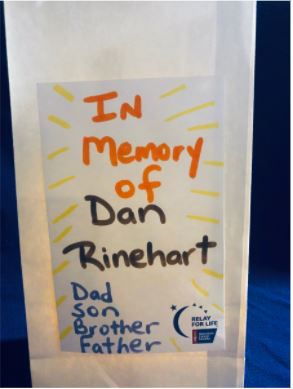 IN
Memory
of
Dan
Rinehart
Dad
Son
Brother
Father
RELAY
FOR LIFE